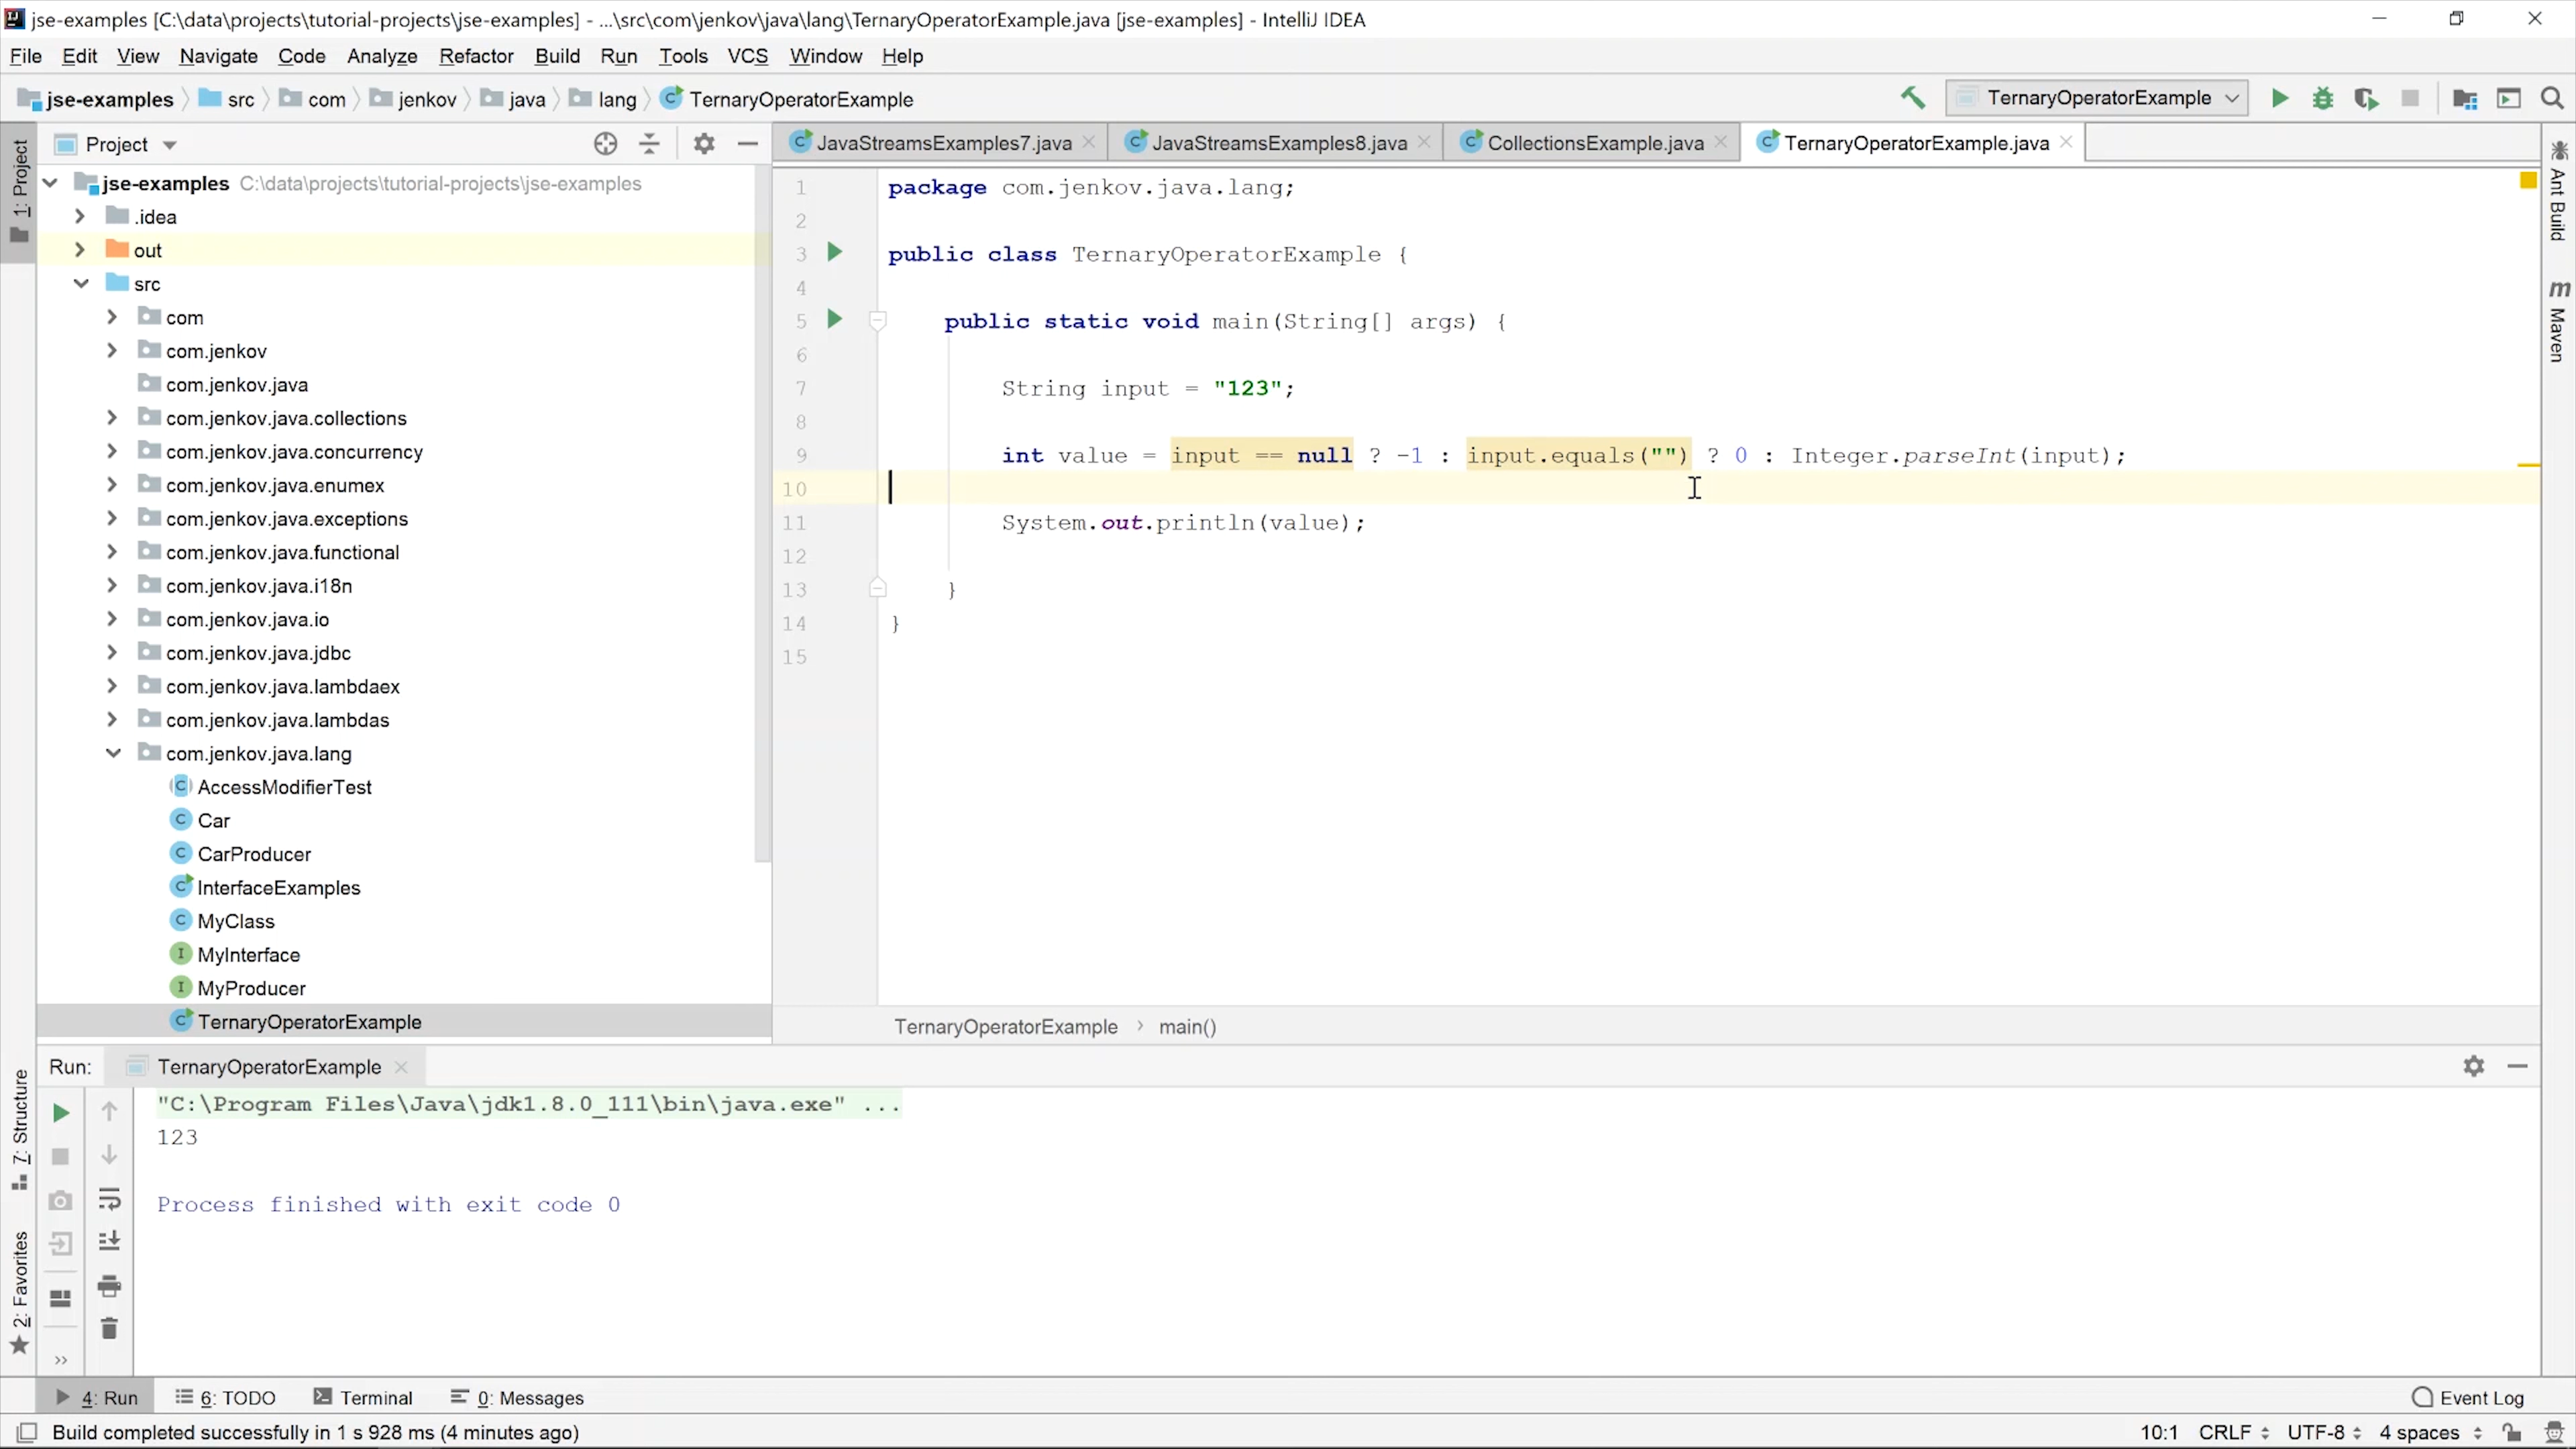 jse-examples [C:\data\projects\tutorial-projects\jse-examples] - ...\src\com\jenkov\java\lang\TernaryOperatorExample.java [jse-examples] - IntelliJ IDEA
File Edit View Navigate Code Analyze Refactor Build Run Tools VCS Window Help
jse-examples src com jenkov java lang TernaryOperatorExample
TernaryOperatorExample
1: Project
Project
jse-examples C:\data\projects\tutorial-projects\jse-examples
.idea
out
src
com
com.jenkov
com.jenkov.java
com.jenkov.java.collections
com.jenkov.java.concurrency
com.jenkov.java.enumex
com.jenkov.java.exceptions
com.jenkov.java.functional
com.jenkov.java.i18n
com.jenkov.java.io
com.jenkov.java.jdbc
com.jenkov.java.lambdaex
com.jenkov.java.lambdas
com.jenkov.java.lang
AccessModifierTest
Car
CarProducer
InterfaceExamples
MyClass
MyInterface
MyProducer
TernaryOperatorExample
JavaStreamsExamples7.java JavaStreamsExamples8.java CollectionsExample.java TernaryOperatorExample.java
1 package com.jenkov.java.lang;
2
3 public class TernaryOperatorExample {
4
5 public static void main(String[] args) {
6
7 String input = "123";
8
9 int value = input == null ? -1 : input.equals("") ? 0 : Integer.parseInt(input);
10
11 System.out.println(value);
12
13 }
14 }
15
TernaryOperatorExample › main()
Ant Build
Maven
Run: TernaryOperatorExample
"C:\Program Files\Java\jdk1.8.0_111\bin\java.exe" ...
123
Process finished with exit code 0
7: Structure
2: Favorites
4: Run 6: TODO Terminal 0: Messages Event Log
Build completed successfully in 1 s 928 ms (4 minutes ago) 10:1 CRLF UTF-8 4 spaces